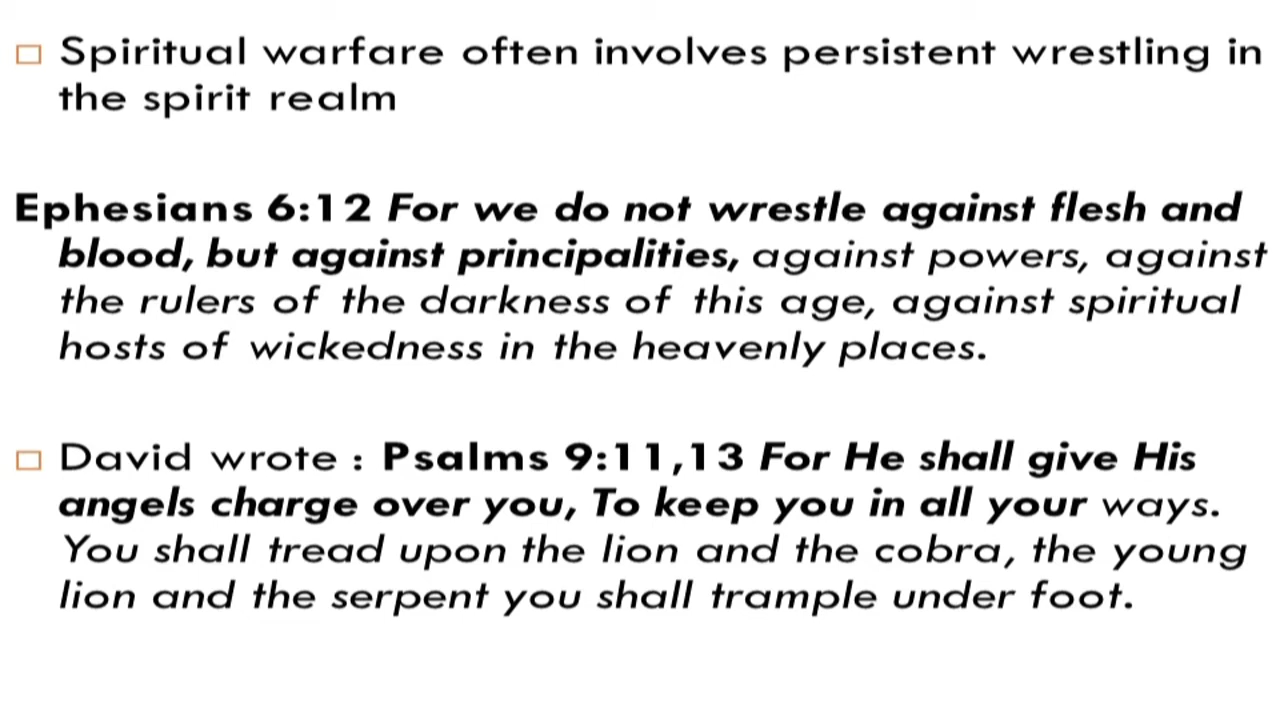 Spiritual warfare often involves persistent wrestling in
the spirit realm
Ephesians 6:12 For we do not wrestle against flesh and
blood, but against principalities, against powers, against
the rulers of the darkness of this age, against spiritual
hosts of wickedness in the heavenly places.
David wrote : Psalms 9:11,13 For He shall give His
angels charge over you, To keep you in all your ways.
You shall tread upon the lion and the cobra, the young
lion and the serpent you shall trample under foot.